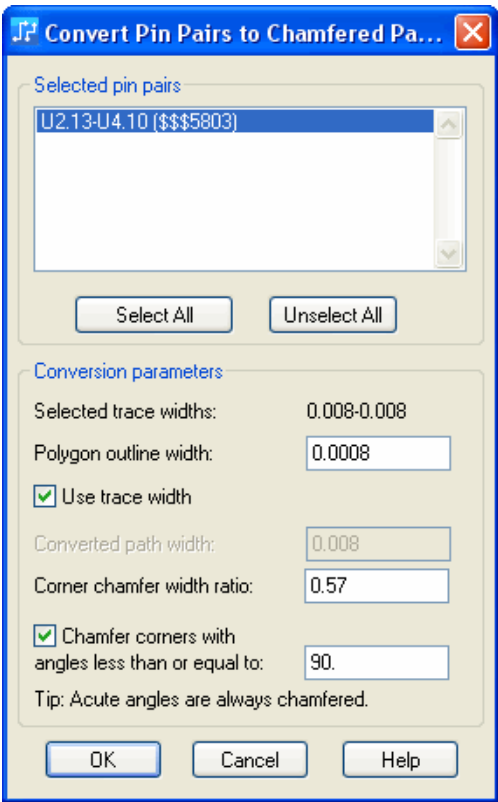 Convert Pin Pairs to Chamfered Pa...
Selected pin pairs
U2.13-U4.10 ($$$5803)
Select All
Unselect All
Conversion parameters
Selected trace widths: 0.008-0.008
Polygon outline width: 0.0008
Use trace width
Converted path width: 0.008
Corner chamfer width ratio: 0.57
Chamfer corners with
angles less than or equal to: 90.
Tip: Acute angles are always chamfered.
OK
Cancel
Help